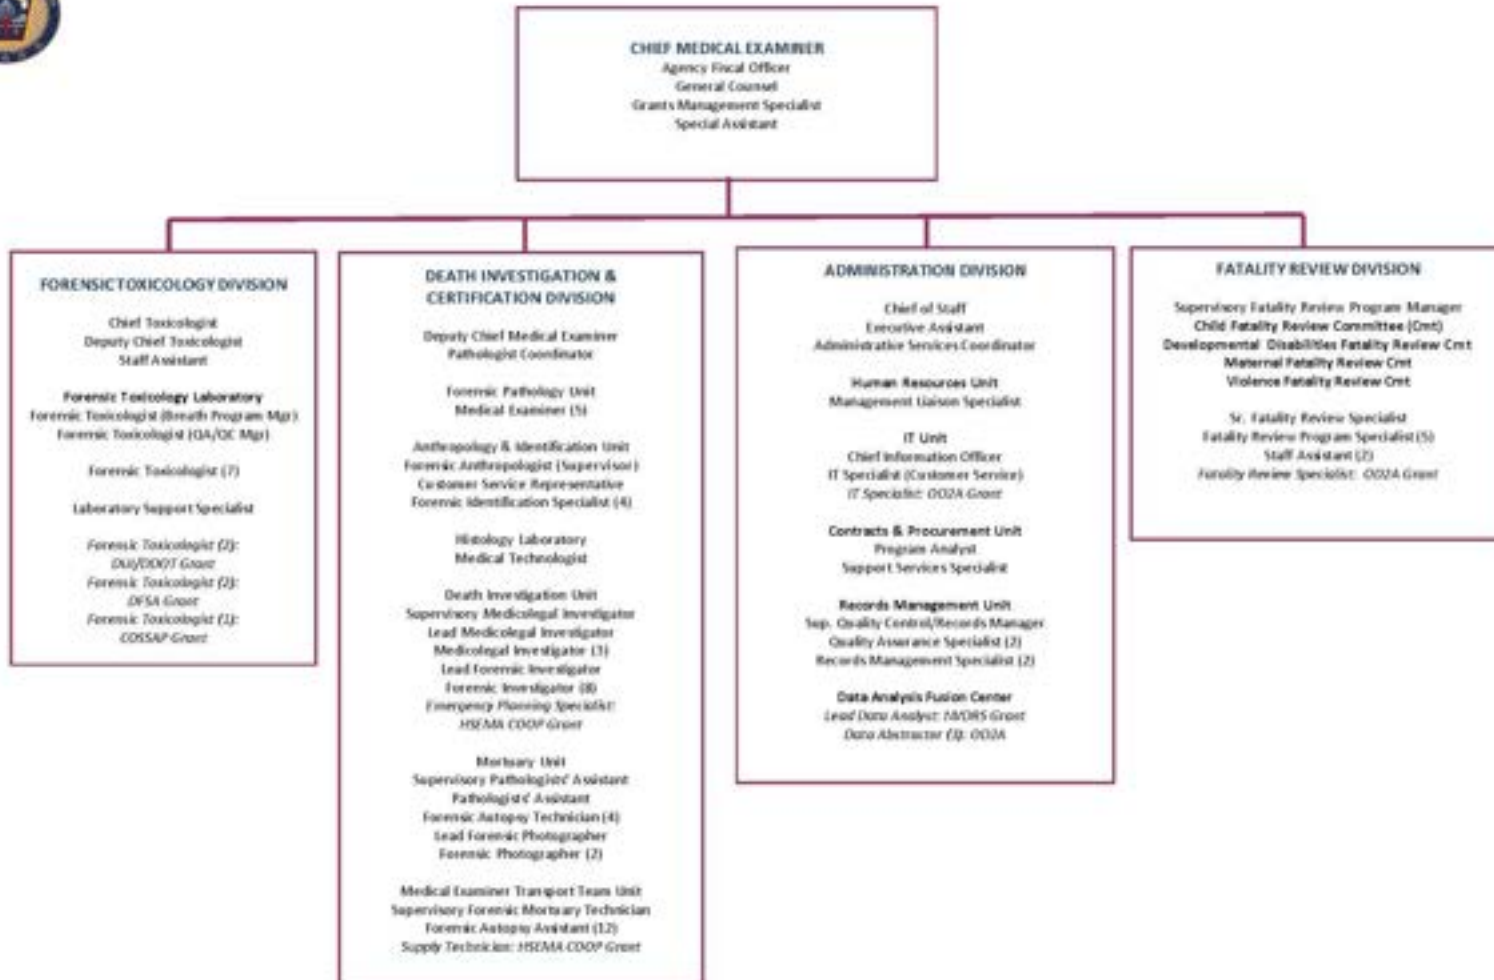 CHIEF MEDICAL EXAMINER
Agency Fiscal Officer
General Counsel
Grants Management Specialist
Special Assistant
FORENSIC TOXICOLOGY DIVISION
Chief Toxicologist
Deputy Chief Toxicologist
Staff Assistant
Forensic Toxicology Laboratory
Forensic Toxicologist (Breath Program Mgr)
Forensic Toxicologist (QA/QC Mgr)
Forensic Toxicologist (7)
Laboratory Support Specialist
Forensic Toxicologist (2):
DUI/DDOT Grant
Forensic Toxicologist (2):
DFSA Grant
Forensic Toxicologist (1):
COSSAP Grant
DEATH INVESTIGATION &
CERTIFICATION DIVISION
Deputy Chief Medical Examiner
Pathologist Coordinator
Forensic Pathology Unit
Medical Examiner (5)
Anthropology & Identification Unit
Forensic Anthropologist (Supervisor)
Customer Service Representative
Forensic Identification Specialist (4)
Histology Laboratory
Medical Technologist
Death Investigation Unit
Supervisory Medicolegal Investigator
Lead Medicolegal Investigator
Medicolegal Investigator (3)
Lead Forensic Investigator
Forensic Investigator (8)
Emergency Planning Specialist:
HSEMA COOP Grant
Mortuary Unit
Supervisory Pathologists' Assistant
Pathologists' Assistant
Forensic Autopsy Technician (4)
Lead Forensic Photographer
Forensic Photographer (2)
Medical Examiner Transport Team Unit
Supervisory Forensic Mortuary Technician
Forensic Autopsy Assistant (12)
Supply Technician: HSEMA COOP Grant
ADMINISTRATION DIVISION
Chief of Staff
Executive Assistant
Administrative Services Coordinator
Human Resources Unit
Management Liaison Specialist
IT Unit
Chief Information Officer
IT Specialist (Customer Service)
IT Specialist: OD2A Grant
Contracts & Procurement Unit
Program Analyst
Support Services Specialist
Records Management Unit
Sup. Quality Control/Records Manager
Quality Assurance Specialist (2)
Records Management Specialist (2)
Data Analysis Fusion Center
Lead Data Analyst: NVDRS Grant
Data Abstractor (3): OD2A
FATALITY REVIEW DIVISION
Supervisory Fatality Review Program Manager
Child Fatality Review Committee (Cmt)
Developmental Disabilities Fatality Review Cmt
Maternal Fatality Review Cmt
Violence Fatality Review Cmt
Sr. Fatality Review Specialist
Fatality Review Program Specialist (5)
Staff Assistant (2)
Fatality Review Specialist: OD2A Grant